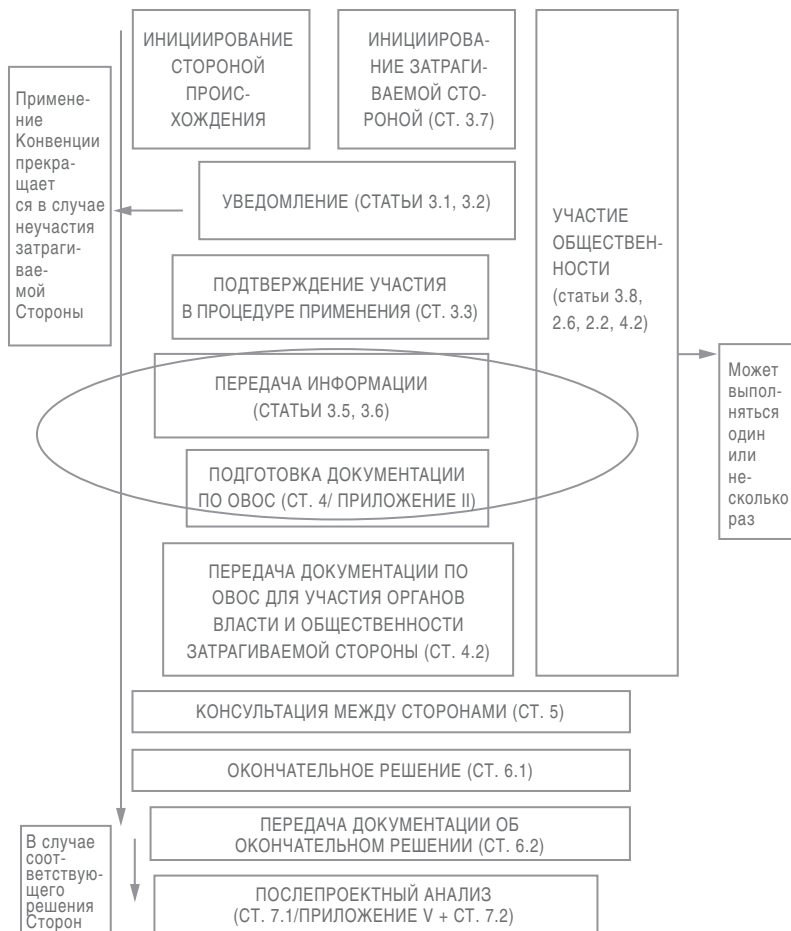 ИНИЦИИРОВАНИЕ
СТОРОНОЙ
ПРОИС-
ХОЖДЕНИЯ
ИНИЦИИРОВА-
НИЕ ЗАТРАГИ-
ВАЕМОЙ СТО-
РОНОЙ (СТ. 3.7)
Примене-
ние
Конвенции
прекра-
щает
ся в случае
неучастия
затраги-
вае-
мой
Стороны
УВЕДОМЛЕНИЕ (СТАТЬИ 3.1, 3.2)
УЧАСТИЕ
ОБЩЕСТВЕН-
НОСТИ
(статьи 3.8,
2.6, 2.2, 4.2)
ПОДТВЕРЖДЕНИЕ УЧАСТИЯ
В ПРОЦЕДУРЕ ПРИМЕНЕНИЯ (СТ. 3.3)
ПЕРЕДАЧА ИНФОРМАЦИИ
(СТАТЬИ 3.5, 3.6)
Может
выпол-
няться
один
или
не-
сколько
раз
ПОДГОТОВКА ДОКУМЕНТАЦИИ
ПО ОВОС (СТ. 4/ ПРИЛОЖЕНИЕ II)
ПЕРЕДАЧА ДОКУМЕНТАЦИИ ПО
ОВОС ДЛЯ УЧАСТИЯ ОРГАНОВ
ВЛАСТИ И ОБЩЕСТВЕННОСТИ
ЗАТРАГИВАЕМОЙ СТОРОНЫ (СТ. 4.2)
КОНСУЛЬТАЦИЯ МЕЖДУ СТОРОНАМИ (СТ. 5)
ОКОНЧАТЕЛЬНОЕ РЕШЕНИЕ (СТ. 6.1)
ПЕРЕДАЧА ДОКУМЕНТАЦИИ ОБ
ОКОНЧАТЕЛЬНОМ РЕШЕНИИ (СТ. 6.2)
В случае
соот-
ветствую-
щего
решения
Сторон
ПОСЛЕПРОЕКТНЫЙ АНАЛИЗ
(СТ. 7.1/ПРИЛОЖЕНИЕ V + СТ. 7.2)